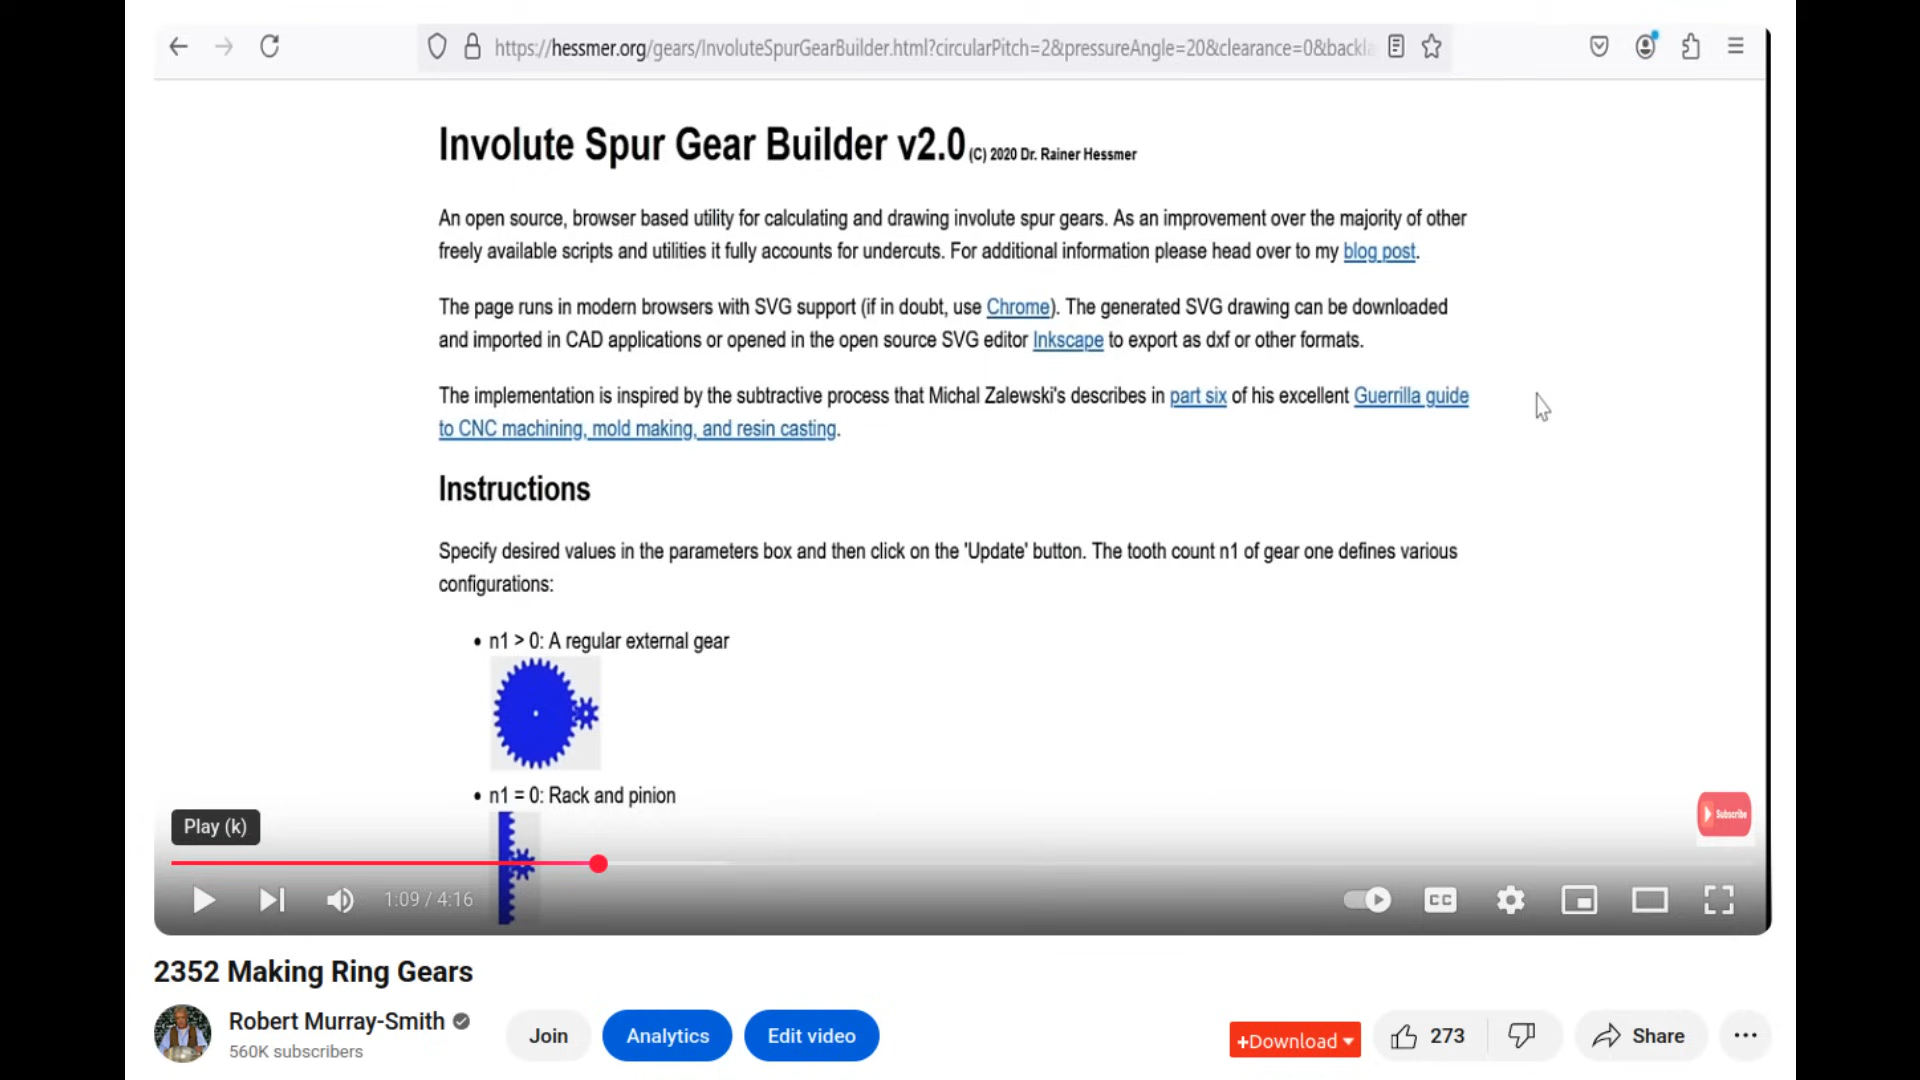 https://hessmer.org/gears/InvoluteSpurGearBuilder.html?circularPitch=2&pressureAngle=20&clearance=0&backla
Involute Spur Gear Builder v2.0 (C) 2020 Dr. Rainer Hessmer
An open source, browser based utility for calculating and drawing involute spur gears. As an improvement over the majority of other
freely available scripts and utilities it fully accounts for undercuts. For additional information please head over to my blog post.
The page runs in modern browsers with SVG support (if in doubt, use Chrome). The generated SVG drawing can be downloaded
and imported in CAD applications or opened in the open source SVG editor Inkscape to export as dxf or other formats.
The implementation is inspired by the subtractive process that Michal Zalewski's describes in part six of his excellent Guerrilla guide
to CNC machining, mold making, and resin casting.
Instructions
Specify desired values in the parameters box and then click on the 'Update' button. The tooth count n1 of gear one defines various
configurations:
• n1 > 0: A regular external gear
• n1 = 0: Rack and pinion
Subscribe
Play (k)
1:09 / 4:16
CC
2352 Making Ring Gears
Robert Murray-Smith
560K subscribers
Join
Analytics
Edit video
+Download
273
Share